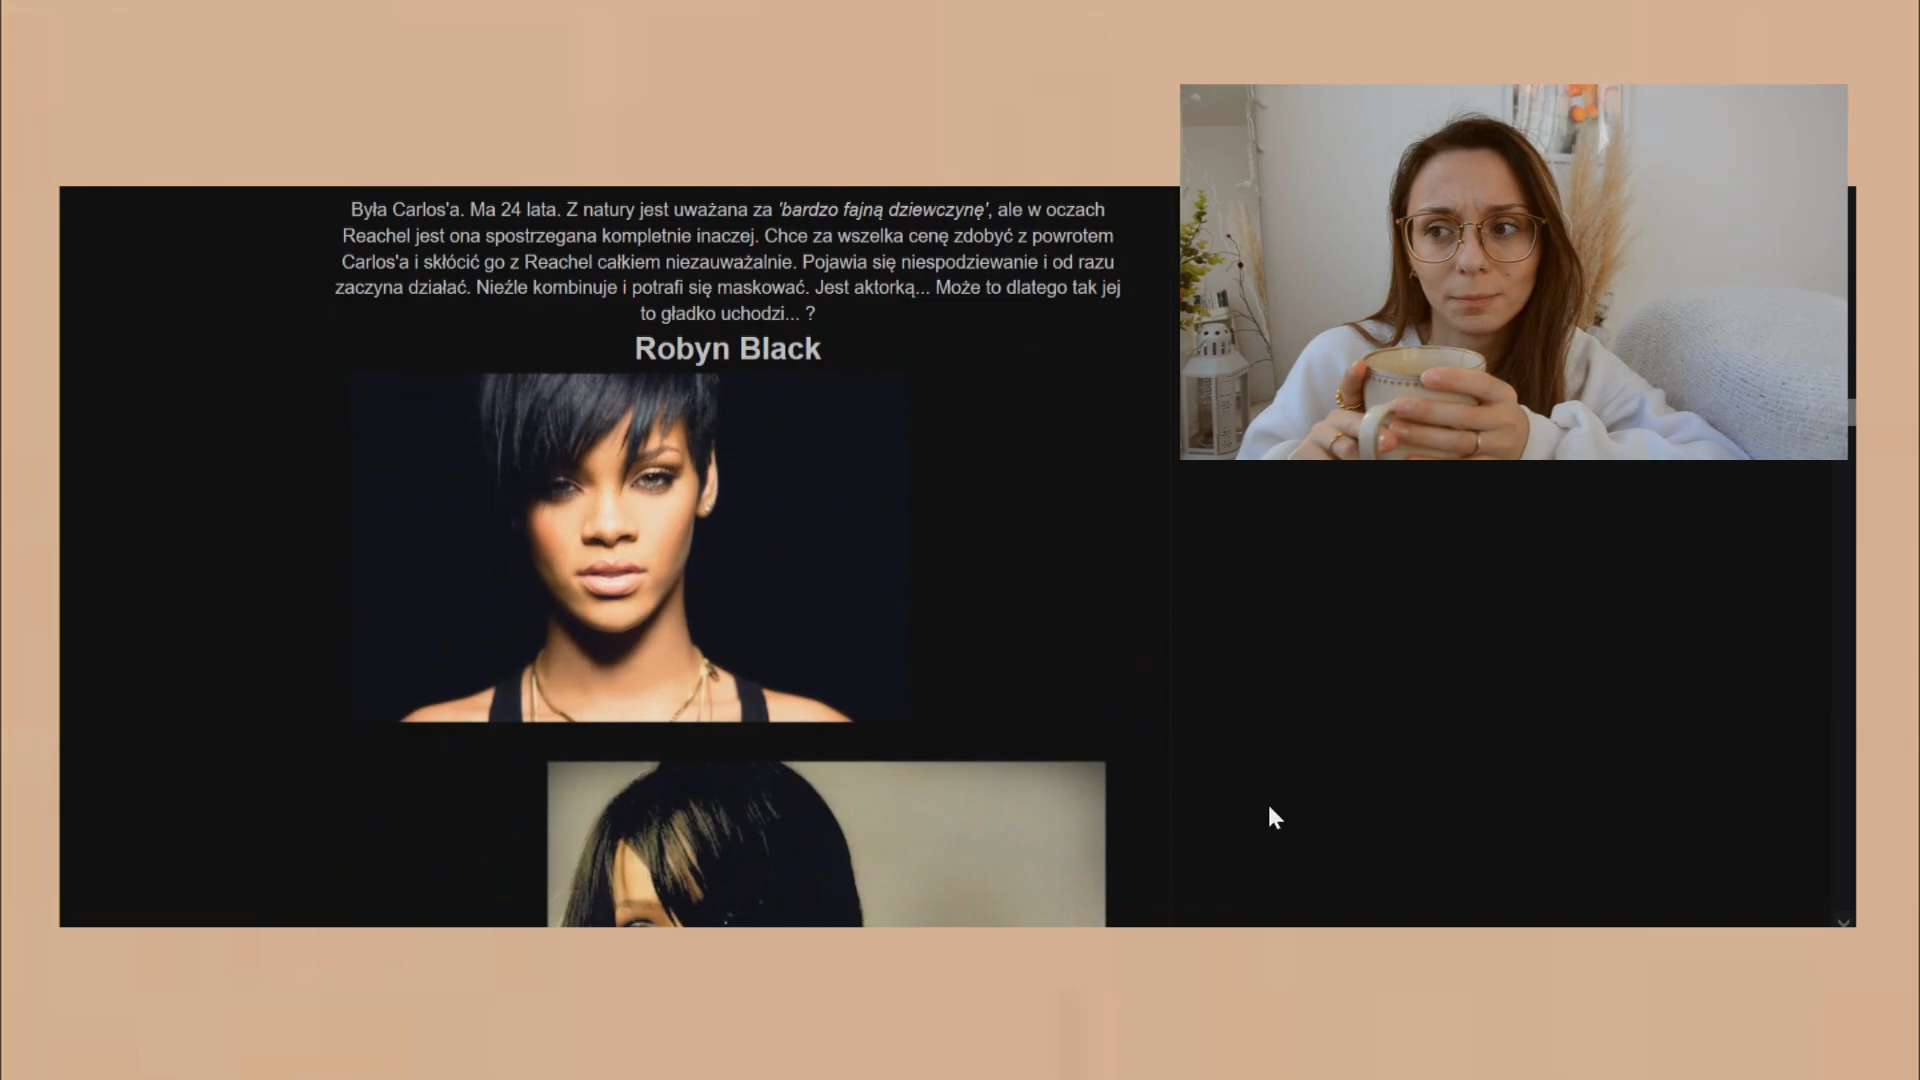 Była Carlos'a. Ma 24 lata. Z natury jest uważana za 'bardzo fajną dziewczynę', ale w oczach
Reachel jest ona spostrzegana kompletnie inaczej. Chce za wszelka cenę zdobyć z powrotem
Carlos'a i skłócić go z Reachel całkiem niezauważalnie. Pojawia się niespodziewanie i od razu
zaczyna działać. Nieźle kombinuje i potrafi się maskować. Jest aktorką... Może to dlatego tak jej
to gładko uchodzi... ?
Robyn Black